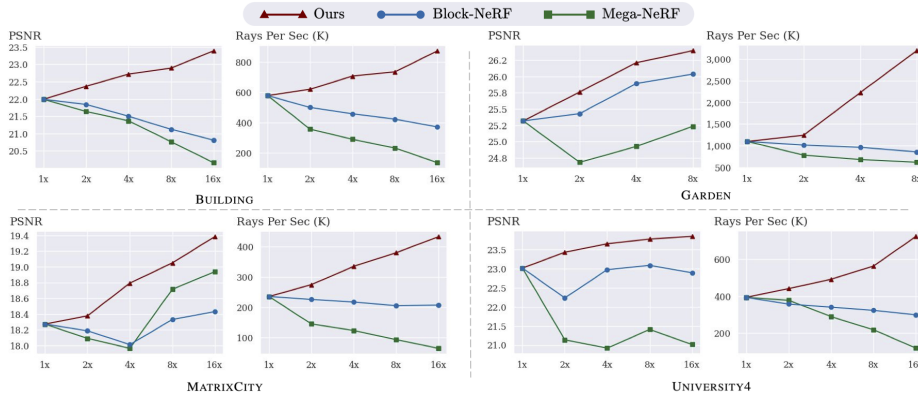 Ours Block-NeRF Mega-NeRF
PSNR
23.5
23.0
22.5
22.0
21.5
21.0
20.5
1x 2x 4x 8x 16x
Rays Per Sec (K)
800
600
400
200
1x 2x 4x 8x 16x
BUILDING
PSNR
26.2
26.0
25.8
25.5
25.2
25.0
24.8
1x 2x 4x 8x
Rays Per Sec (K)
3,000
2,500
2,000
1,500
1,000
500
1x 2x 4x 8x
GARDEN
PSNR
19.4
19.2
19.0
18.8
18.6
18.4
18.2
18.0
1x 2x 4x 8x 16x
Rays Per Sec (K)
400
300
200
100
1x 2x 4x 8x 16x
MATRIXCITY
PSNR
23.5
23.0
22.5
22.0
21.5
21.0
1x 2x 4x 8x 16x
Rays Per Sec (K)
600
400
200
1x 2x 4x 8x 16x
UNIVERSITY4